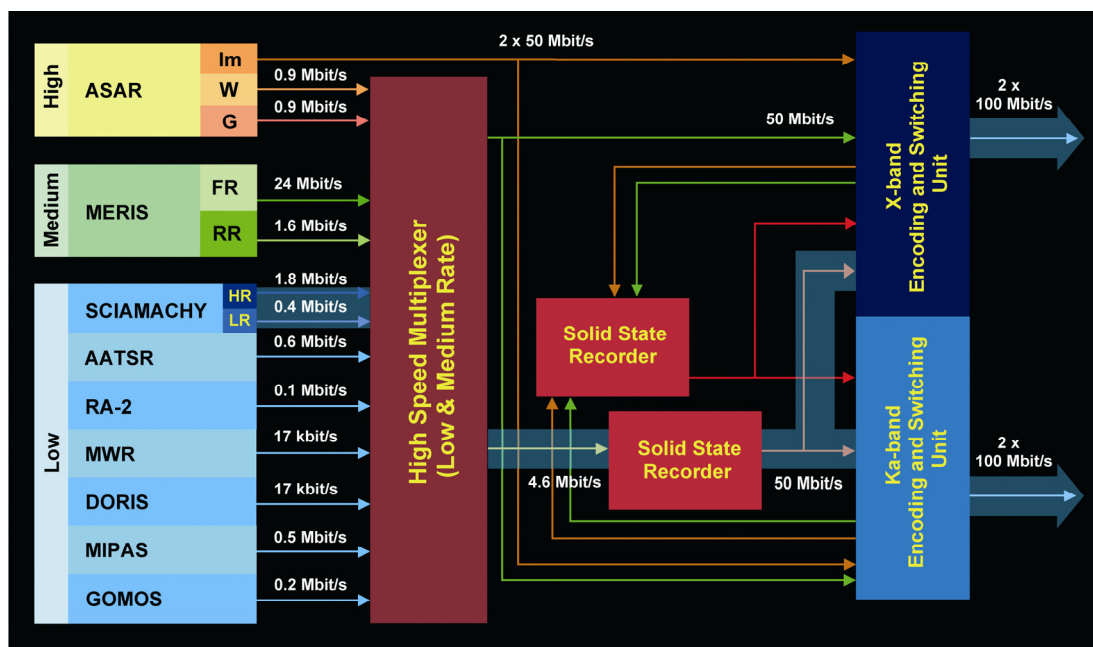 High
ASAR
Im
W
G
2 x 50 Mbit/s
0.9 Mbit/s
0.9 Mbit/s
Medium
MERIS
FR
RR
24 Mbit/s
1.6 Mbit/s
Low
SCIAMACHY
HR
LR
1.8 Mbit/s
0.4 Mbit/s
AATSR
0.6 Mbit/s
RA-2
0.1 Mbit/s
MWR
17 kbit/s
DORIS
17 kbit/s
MIPAS
0.5 Mbit/s
GOMOS
0.2 Mbit/s
High Speed Multiplexer
(Low & Medium Rate)
50 Mbit/s
Solid State
Recorder
Solid State
Recorder
4.6 Mbit/s
50 Mbit/s
X-band
Encoding and Switching
Unit
2 x
100 Mbit/s
Ka-band
Encoding and Switching
Unit
2 x
100 Mbit/s